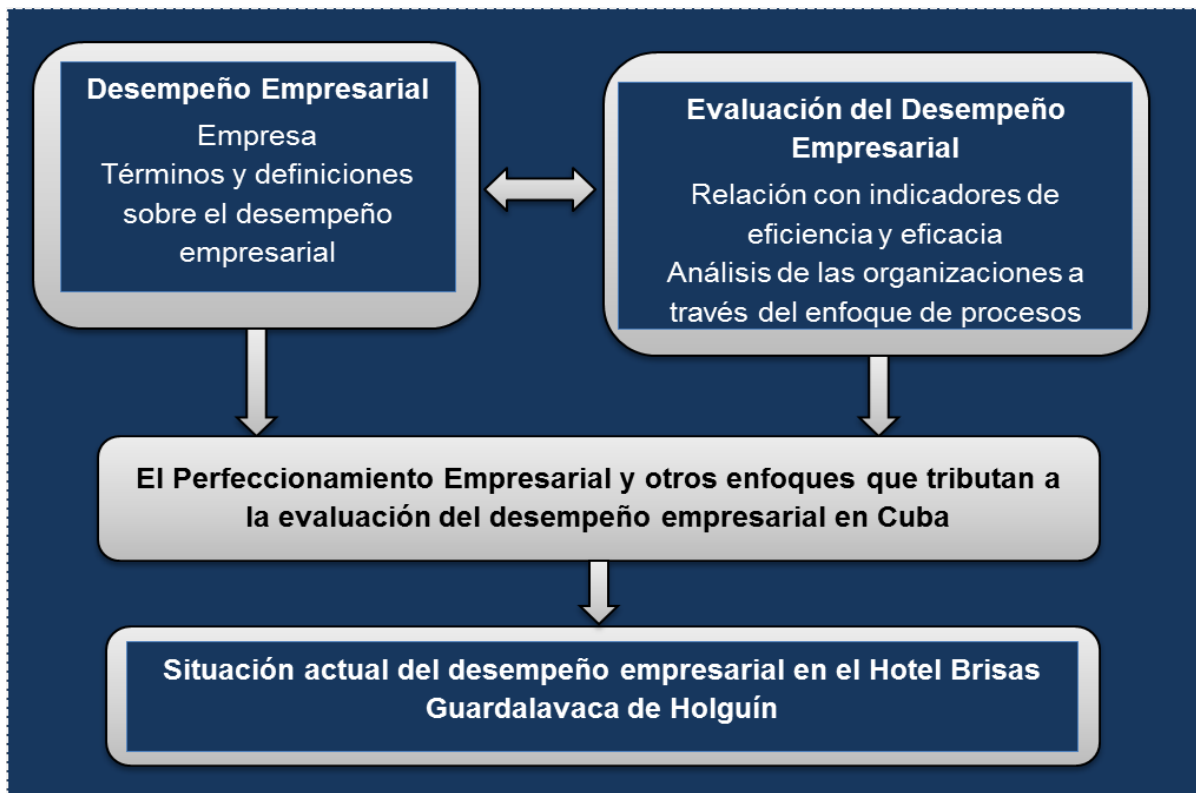 Desempeño Empresarial
Empresa
Términos y definiciones
sobre el desempeño
empresarial
Evaluación del Desempeño
Empresarial
Relación con indicadores de
eficiencia y eficacia
Análisis de las organizaciones a
través del enfoque de procesos
El Perfeccionamiento Empresarial y otros enfoques que tributan a
la evaluación del desempeño empresarial en Cuba
Situación actual del desempeño empresarial en el Hotel Brisas
Guardalavaca de Holguín